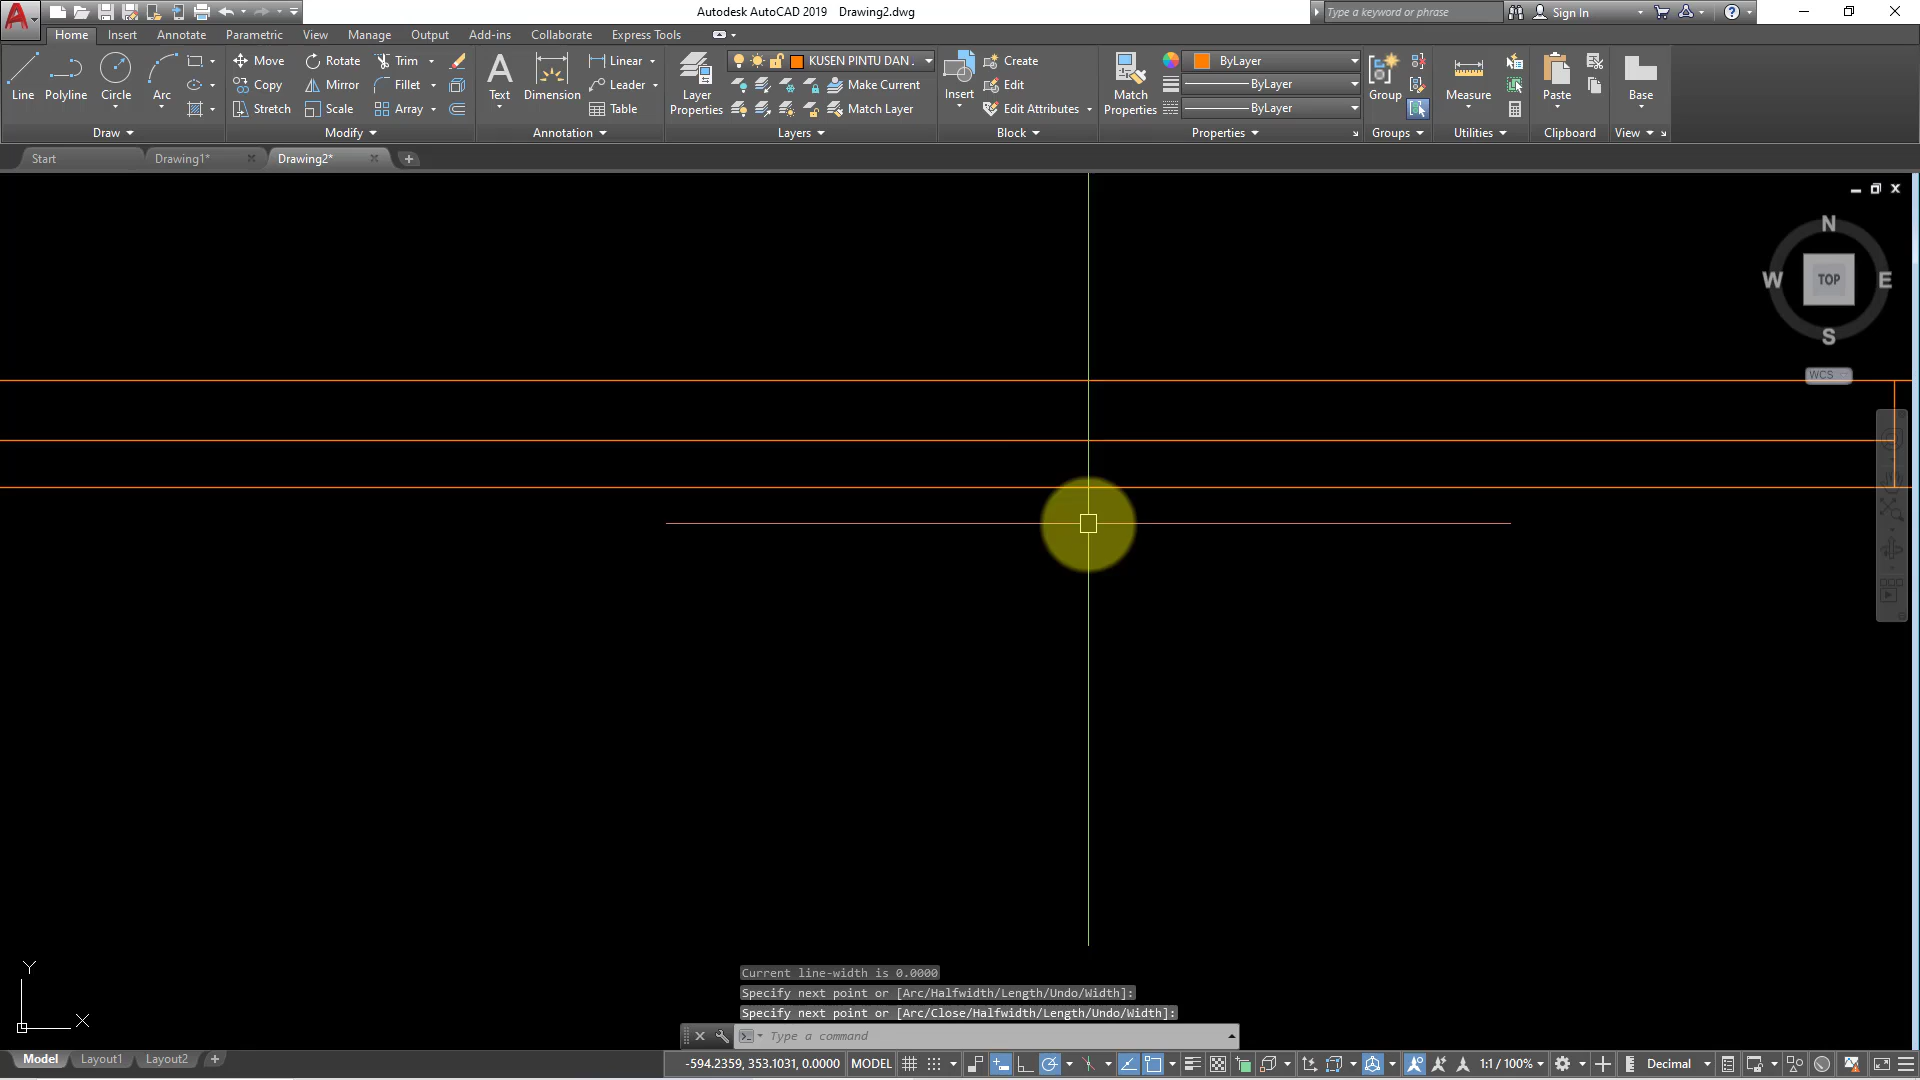 Autodesk AutoCAD 2019 Drawing2.dwg
Type a keyword or phrase
Sign In
Home Insert Annotate Parametric View Manage Output Add-ins Collaborate Express Tools
Line
Polyline
Circle
Arc
Draw
Move
Rotate
Trim
Copy
Mirror
Fillet
Stretch
Scale
Array
Modify
Text
Dimension
Linear
Leader
Table
Annotation
Layer
Properties
KUSEN PINTU DAN .
Make Current
Match Layer
Layers
Insert
Create
Edit
Edit Attributes
Block
Match
Properties
ByLayer
ByLayer
ByLayer
Properties
Group
Groups
Measure
Utilities
Paste
Clipboard
Base
View
Start
Drawing1*
Drawing2*
N
W
TOP
E
S
WCS
Y
X
Current line-width is 0.0000
Specify next point or [Arc/Halfwidth/Length/Undo/Width]:
Specify next point or [Arc/Close/Halfwidth/Length/Undo/Width]:
Type a command
Model
Layout1
Layout2
-594.2359, 353.1031, 0.0000
MODEL
1:1 / 100%
Decimal